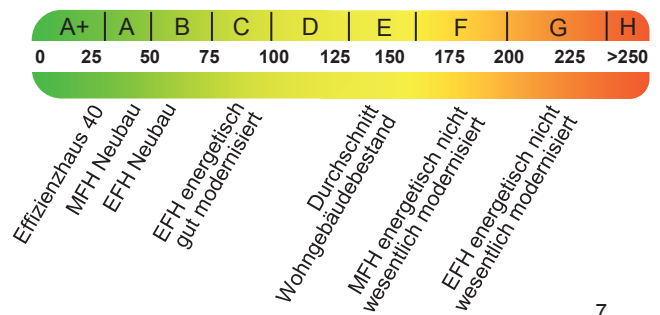 A+ A B C D E F G H
0 25 50 75 100 125 150 175 200 225 >250
Effizienzhaus 40
MFH Neubau
EFH Neubau
EFH energetisch
gut modernisiert
Durchschnitt
Wohngebäudebestand
MFH energetisch nicht
wesentlich modernisiert
EFH energetisch nicht
wesentlich modernisiert
7